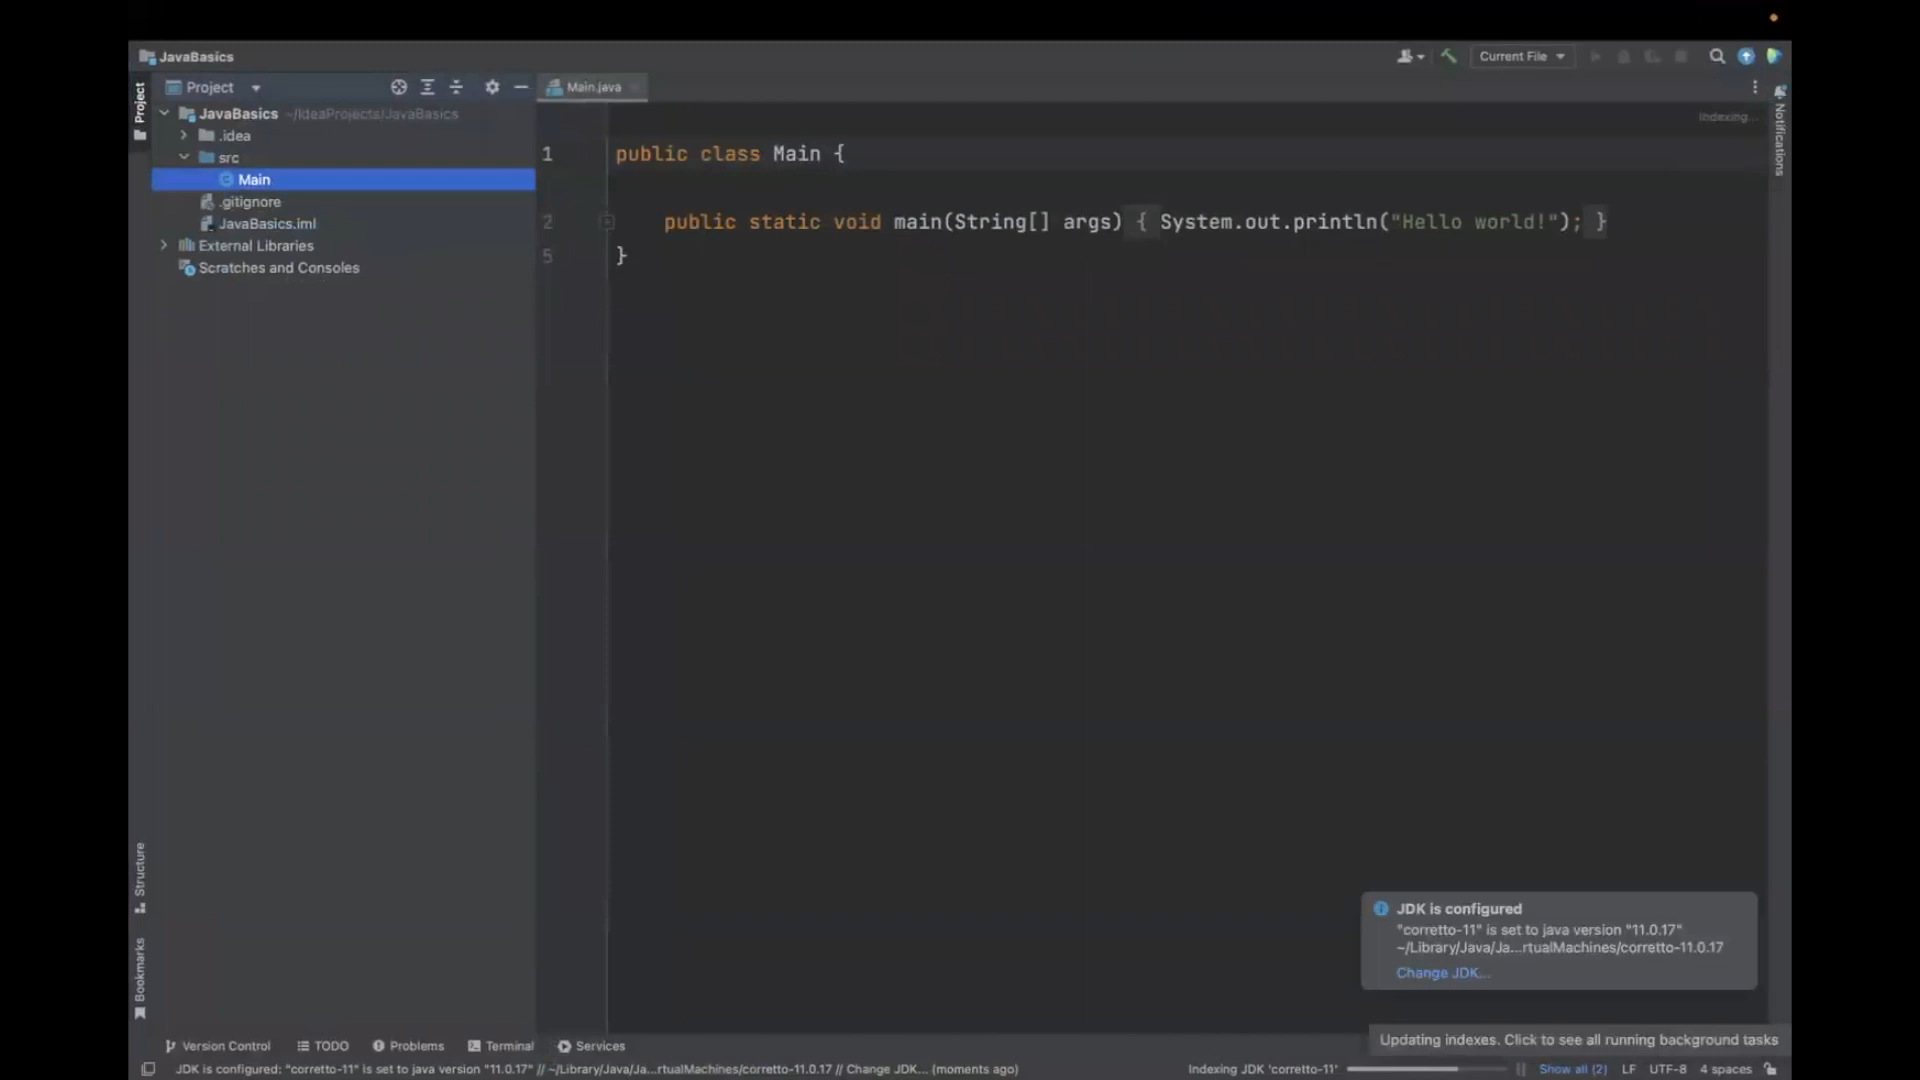 JavaBasics
Current File
Project
Project
Main.java
Notifications
JavaBasics ~/IdeaProjects/JavaBasics
Indexing...
.idea
src
Main
.gitignore
JavaBasics.iml
External Libraries
Scratches and Consoles
1 public class Main {
2 public static void main(String[] args) { System.out.println("Hello world!"); }
5 }
Structure
Bookmarks
JDK is configured
"corretto-11" is set to java version "11.0.17"
~/Library/Java/Ja...rtualMachines/corretto-11.0.17
Change JDK...
Updating indexes. Click to see all running background tasks
Version Control TODO Problems Terminal Services
JDK is configured: "corretto-11" is set to java version "11.0.17" // ~/Library/Java/Ja...rtualMachines/corretto-11.0.17 // Change JDK... (moments ago) Indexing JDK 'corretto-11' Show all (2) LF UTF-8 4 spaces